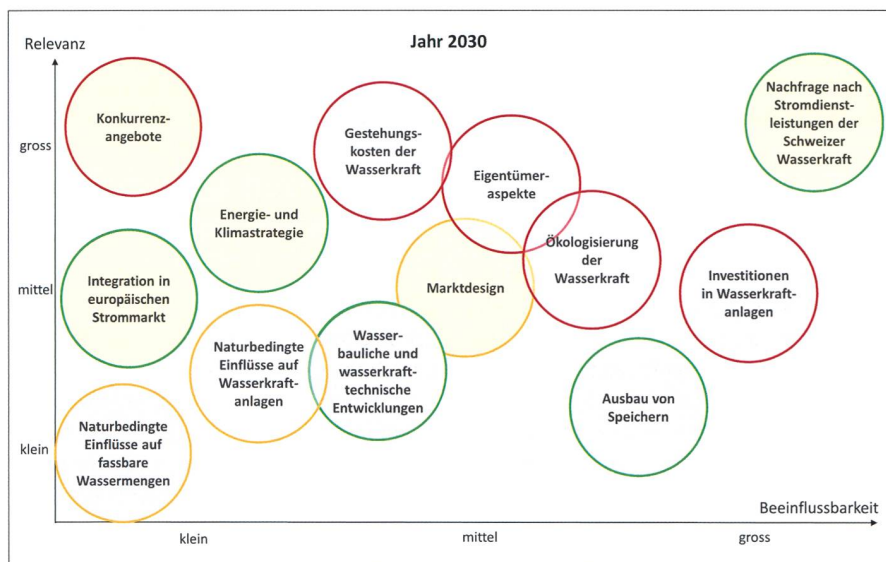 Jahr 2030
Relevanz
gross
mittel
klein
Konkurrenz-
angebote
Gestehungs-
kosten der
Wasserkraft
Eigentümer-
aspekte
Nachfrage nach
Stromdienst-
leistungen der
Schweizer
Wasserkraft
Energie- und
Klimastrategie
Ökologisierung
der
Wasserkraft
Integration in
europäischen
Strommarkt
Marktdesign
Investitionen
in Wasserkraft-
anlagen
Naturbedingte
Einflüsse auf
Wasserkraft-
anlagen
Wasser-
bauliche und
wasserkraft-
technische
Entwicklungen
Ausbau von
Speichern
Naturbedingte
Einflüsse auf
fassbare
Wassermengen
Beeinflussbarkeit
klein
mittel
gross